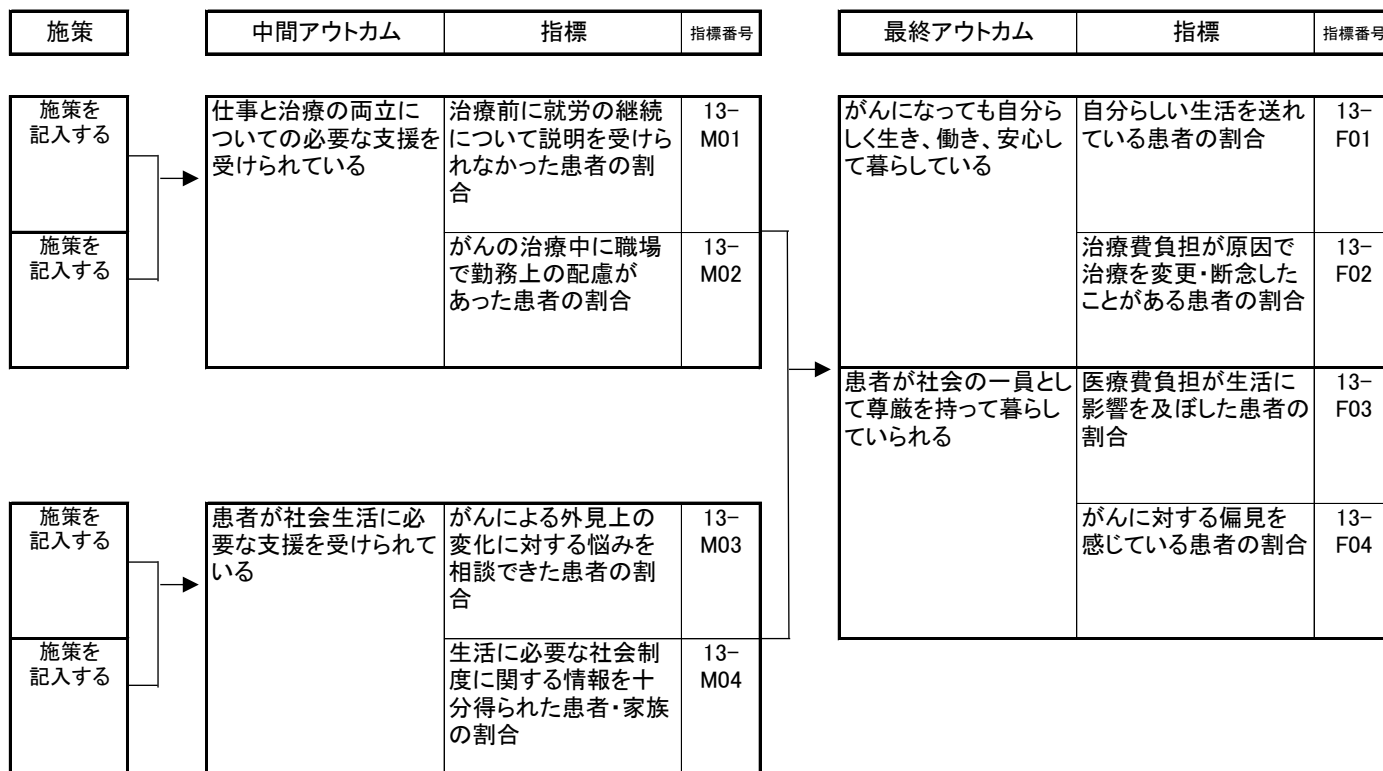 施策
中間アウトカム
指標
指標番号
最終アウトカム
指標
指標番号
施策を
記入する
仕事と治療の両立に
ついての必要な支援を
受けられている
治療前に就労の継続
について説明を受けら
れなかった患者の割
合
13-
M01
施策を
記入する
がんの治療中に職場
で勤務上の配慮が
あった患者の割合
13-
M02
がんになっても自分ら
しく生き、働き、安心し
て暮らしている
自分らしい生活を送れ
ている患者の割合
13-
F01
治療費負担が原因で
治療を変更・断念した
ことがある患者の割合
13-
F02
患者が社会の一員とし
て尊厳を持って暮らし
ていられる
医療費負担が生活に
影響を及ぼした患者の
割合
13-
F03
がんに対する偏見を
感じている患者の割合
13-
F04
施策を
記入する
患者が社会生活に必
要な支援を受けられて
いる
がんによる外見上の
変化に対する悩みを
相談できた患者の割
合
13-
M03
施策を
記入する
生活に必要な社会制
度に関する情報を十
分得られた患者・家族
の割合
13-
M04